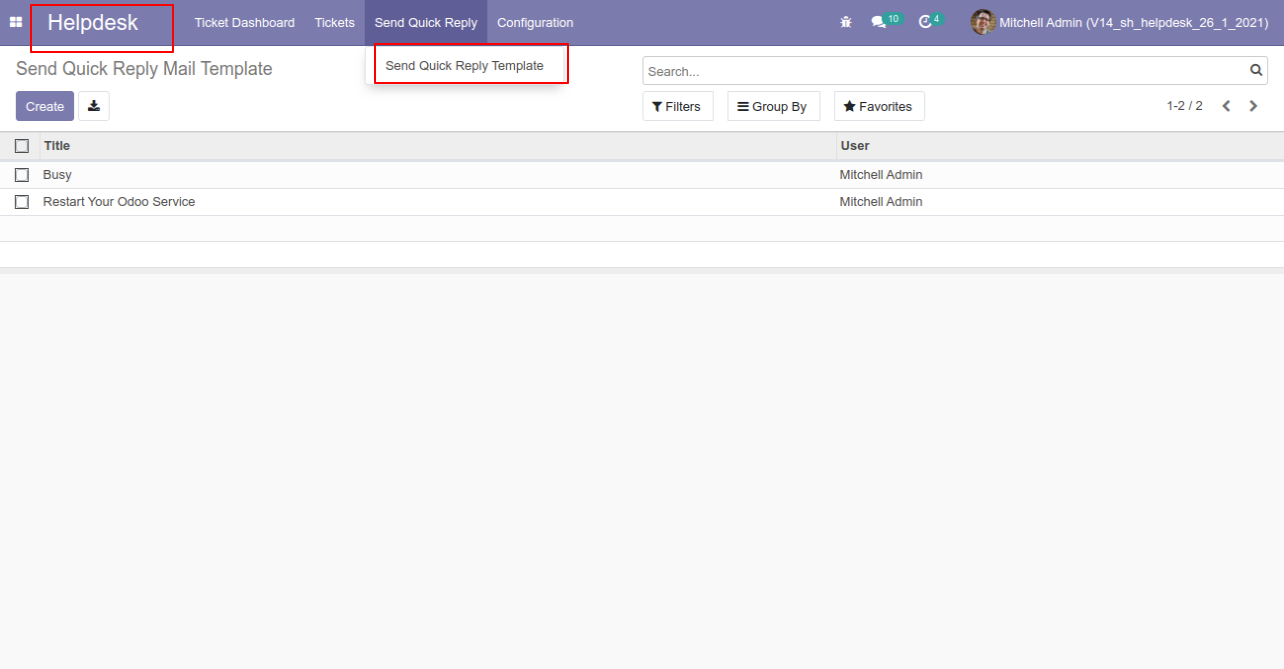 Helpdesk Ticket Dashboard Tickets Send Quick Reply Configuration 10 4 Mitchell Admin (V14_sh_helpdesk_26_1_2021)
Send Quick Reply Mail Template
Send Quick Reply Template
Search...
Create
Filters Group By Favorites 1-2 / 2
Title User
Busy Mitchell Admin
Restart Your Odoo Service Mitchell Admin